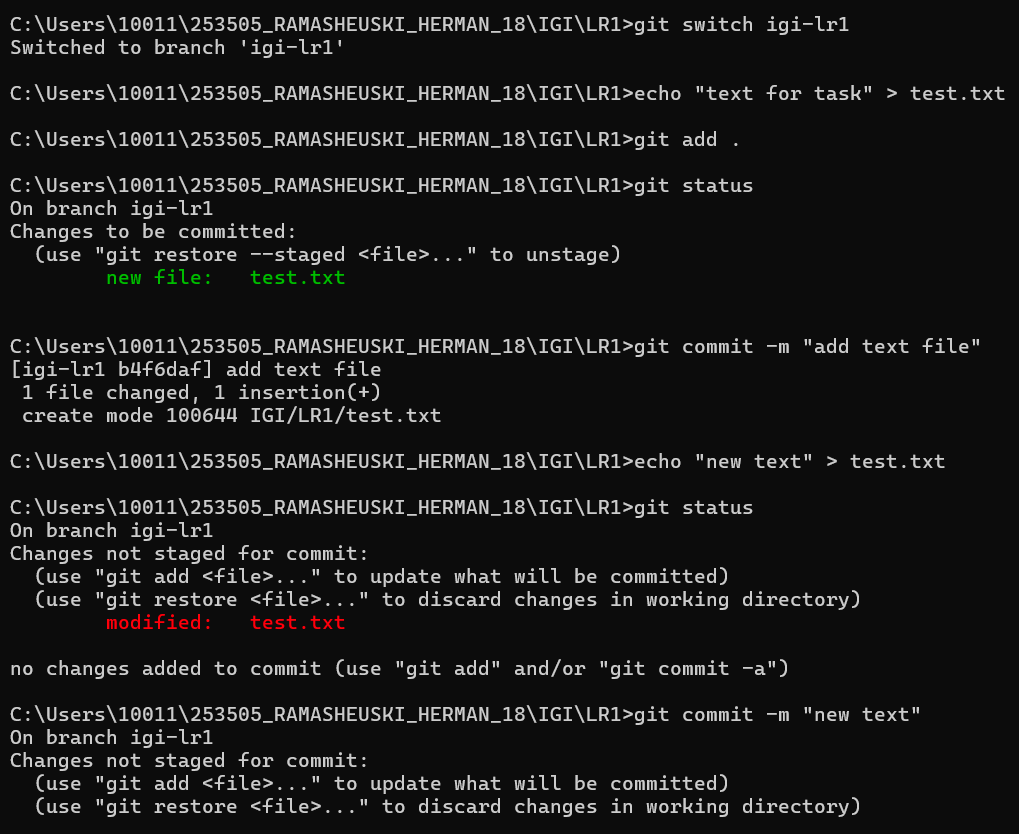 C:\Users\10011\253505_RAMASHEUSKI_HERMAN_18\IGI\LR1>git switch igi-lr1
Switched to branch 'igi-lr1'
C:\Users\10011\253505_RAMASHEUSKI_HERMAN_18\IGI\LR1>echo "text for task" > test.txt
C:\Users\10011\253505_RAMASHEUSKI_HERMAN_18\IGI\LR1>git add .
C:\Users\10011\253505_RAMASHEUSKI_HERMAN_18\IGI\LR1>git status
On branch igi-lr1
Changes to be committed:
  (use "git restore --staged <file>..." to unstage)
        new file:   test.txt
C:\Users\10011\253505_RAMASHEUSKI_HERMAN_18\IGI\LR1>git commit -m "add text file"
[igi-lr1 b4f6daf] add text file
 1 file changed, 1 insertion(+)
 create mode 100644 IGI/LR1/test.txt
C:\Users\10011\253505_RAMASHEUSKI_HERMAN_18\IGI\LR1>echo "new text" > test.txt
C:\Users\10011\253505_RAMASHEUSKI_HERMAN_18\IGI\LR1>git status
On branch igi-lr1
Changes not staged for commit:
  (use "git add <file>..." to update what will be committed)
  (use "git restore <file>..." to discard changes in working directory)
        modified:   test.txt
no changes added to commit (use "git add" and/or "git commit -a")
C:\Users\10011\253505_RAMASHEUSKI_HERMAN_18\IGI\LR1>git commit -m "new text"
On branch igi-lr1
Changes not staged for commit:
  (use "git add <file>..." to update what will be committed)
  (use "git restore <file>..." to discard changes in working directory)